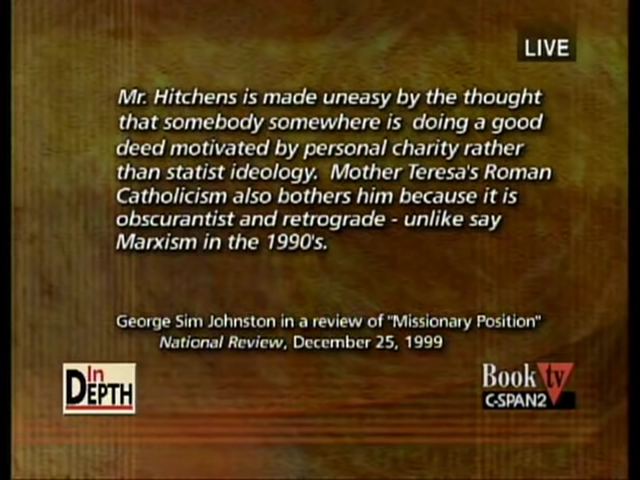 LIVE
Mr. Hitchens is made uneasy by the thought
that somebody somewhere is doing a good
deed motivated by personal charity rather
than statist ideology. Mother Teresa's Roman
Catholicism also bothers him because it is
obscurantist and retrograde - unlike say
Marxism in the 1990's.
George Sim Johnston in a review of "Missionary Position"
National Review, December 25, 1999
In
DEPTH
Book tv
C-SPAN2